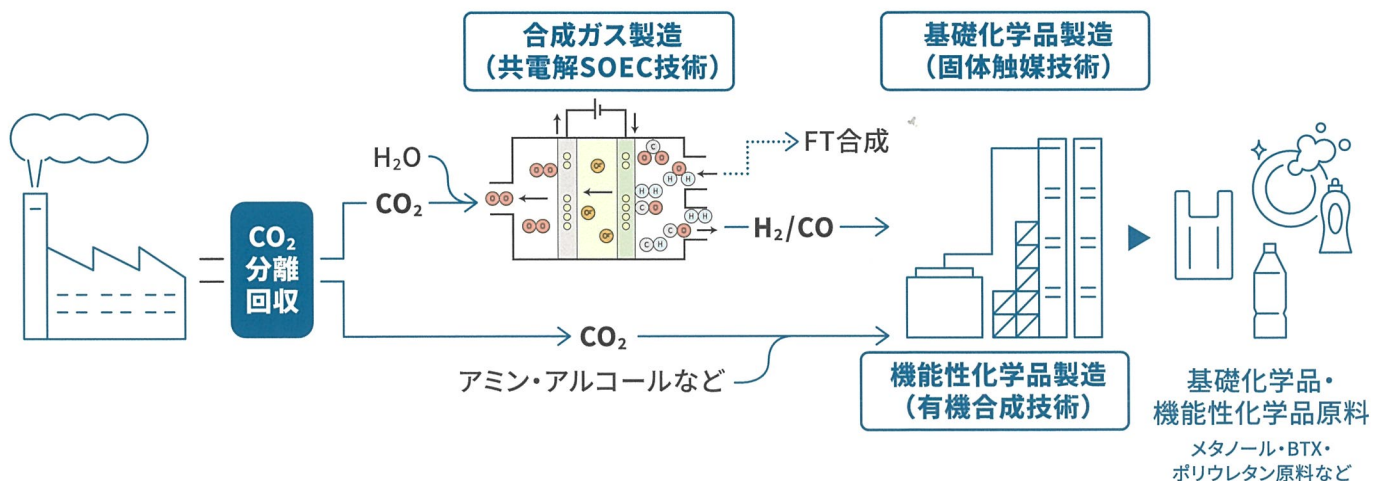 合成ガス製造
（共電解SOEC技術）
基礎化学品製造
（固体触媒技術）
H₂O
CO₂
FT合成
H₂/CO
CO₂
分離
回収
CO₂
アミン・アルコールなど
機能性化学品製造
（有機合成技術）
基礎化学品・
機能性化学品原料
メタノール・BTX・
ポリウレタン原料など